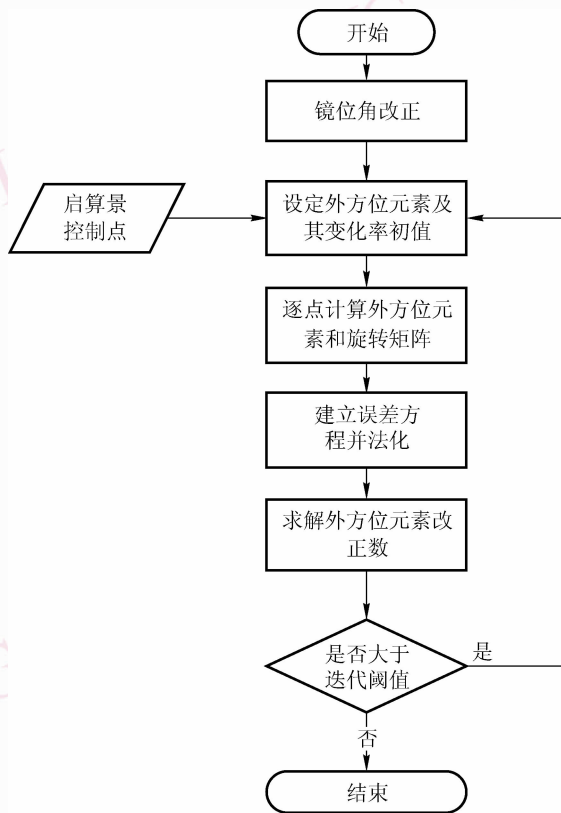 开始
镜位角改正
启算景
控制点
设定外方位元素及
其变化率初值
逐点计算外方位元
素和旋转矩阵
建立误差方
程并法化
求解外方位元素改
正数
是否大于
迭代阈值
是
否
结束